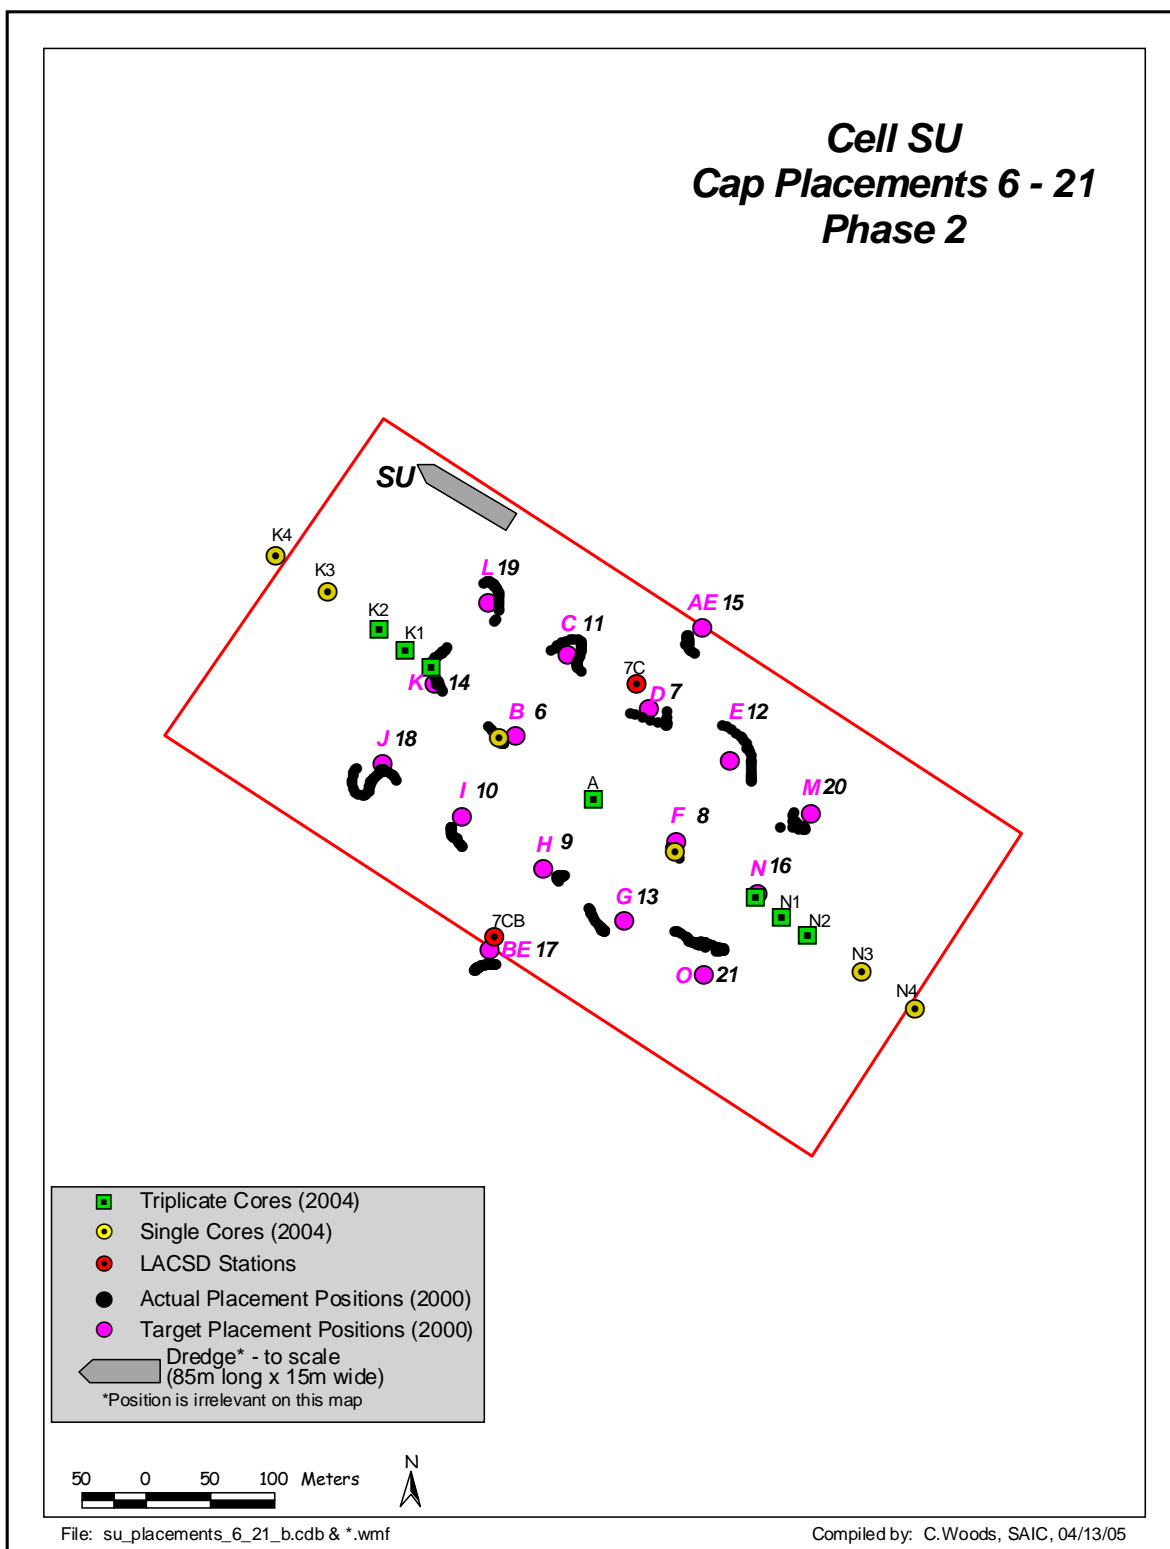 Cell SU
Cap Placements 6 - 21
Phase 2
SU
K4
K3
L 19
K2
AE 15
C 11
K1
7C
K 14
D 7
B 6
E 12
J 18
A
M 20
I 10
F 8
H 9
N 16
N1
G 13
7CB
N2
BE 17
N3
O 21
N4
Triplicate Cores (2004)
Single Cores (2004)
LACSD Stations
Actual Placement Positions (2000)
Target Placement Positions (2000)
Dredge* - to scale
(85m long x 15m wide)
*Position is irrelevant on this map
N
50 0 50 100 Meters
File: su_placements_6_21_b.cdb & *.wmf
Compiled by: C.Woods, SAIC, 04/13/05